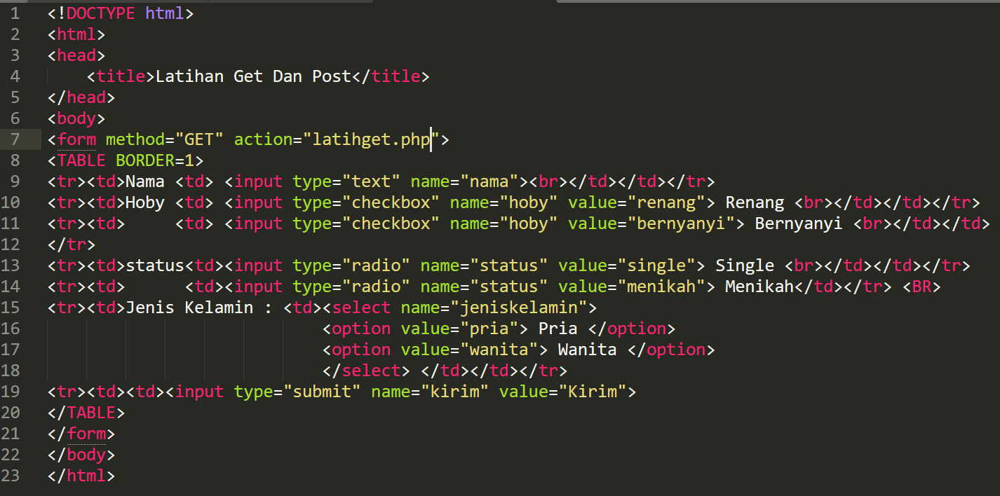 1 <!DOCTYPE html>
2 <html>
3 <head>
4     <title>Latihan Get Dan Post</title>
5 </head>
6 <body>
7 <form method="GET" action="latihget.php">
8 <TABLE BORDER=1>
9 <tr><td>Nama <td> <input type="text" name="nama"><br></td></td></tr>
10 <tr><td>Hoby <td> <input type="checkbox" name="hoby" value="renang"> Renang <br></td></td></tr>
11 <tr><td>     <td> <input type="checkbox" name="hoby" value="bernyanyi"> Bernyanyi <br></td></td>
12 </tr>
13 <tr><td>status<td><input type="radio" name="status" value="single"> Single <br></td></td></tr>
14 <tr><td>      <td><input type="radio" name="status" value="menikah"> Menikah</td></tr> <BR>
15 <tr><td>Jenis Kelamin : <td><select name="jeniskelamin">
16                             <option value="pria"> Pria </option>
17                             <option value="wanita"> Wanita </option>
18                             </select> </td></td></tr>
19 <tr><td><td><input type="submit" name="kirim" value="Kirim">
20 </TABLE>
21 </form>
22 </body>
23 </html>